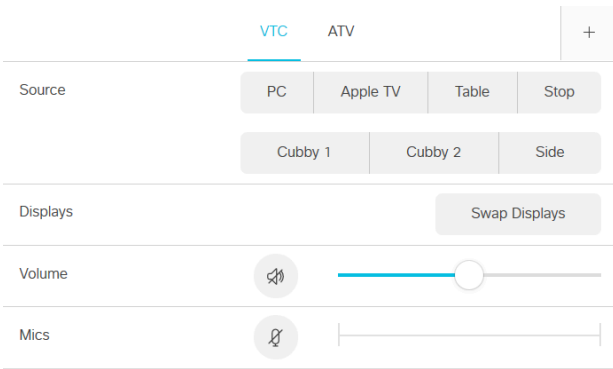 VTC ATV +
Source PC Apple TV Table Stop
Cubby 1 Cubby 2 Side
Displays Swap Displays
Volume
Mics